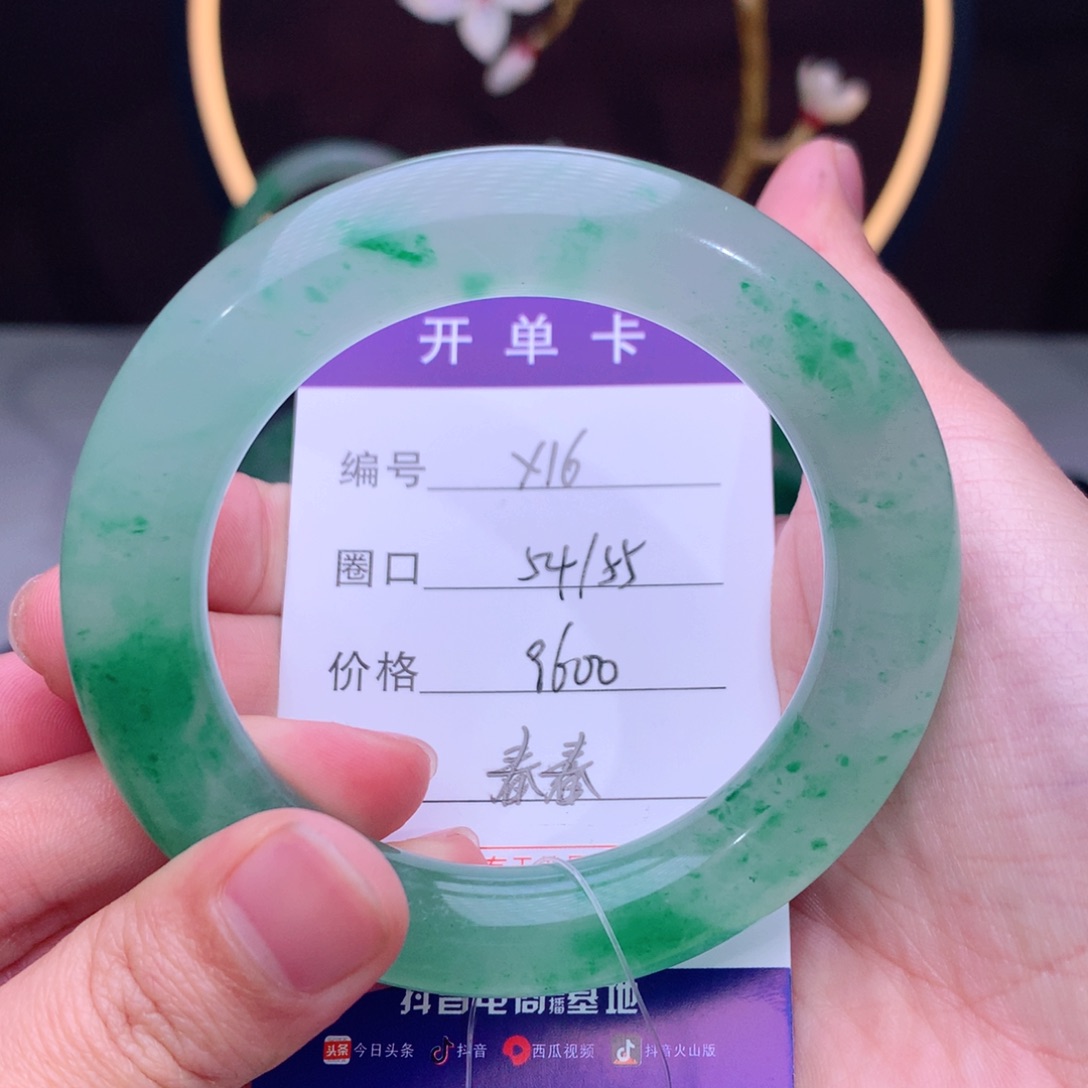 开单卡
编号 X16
圈口 54/55
价格 9600
春春
抖音电商直播基地
今日头条 抖音 西瓜视频 抖音火山版